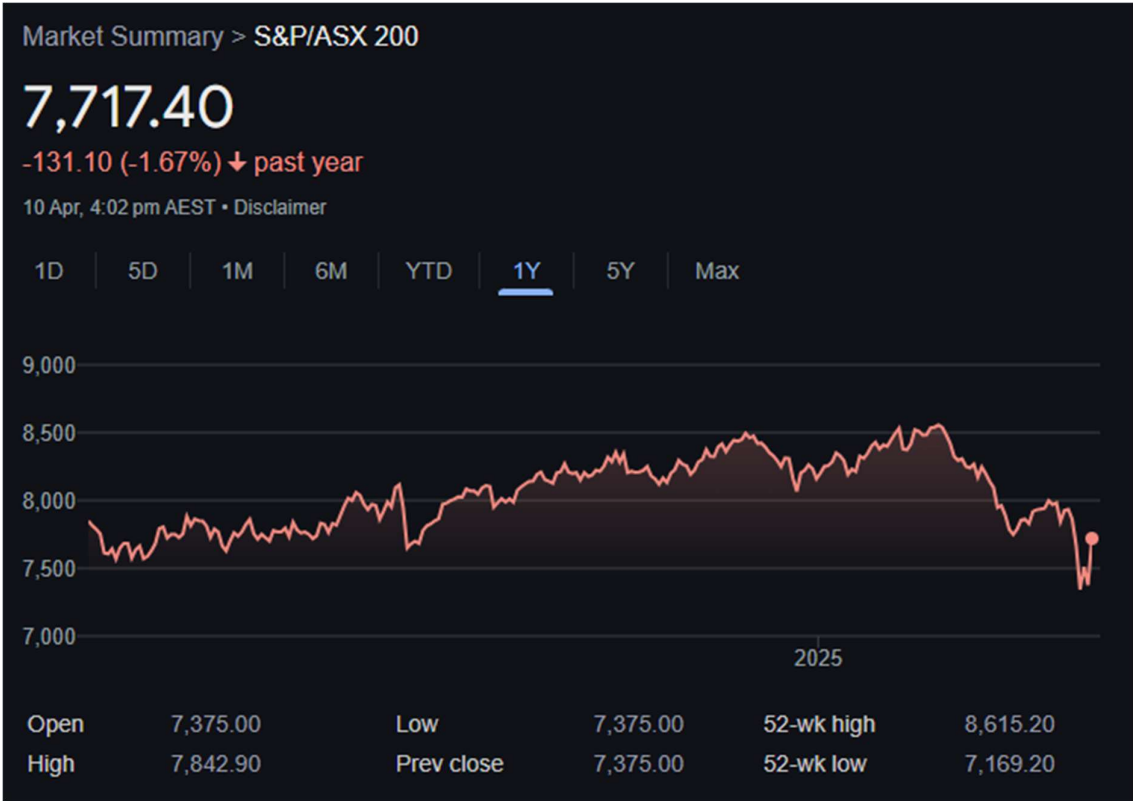 Market Summary > S&P/ASX 200
7,717.40
-131.10 (-1.67%) ↓ past year
10 Apr, 4:02 pm AEST • Disclaimer
1D 5D 1M 6M YTD 1Y 5Y Max
9,000
8,500
8,000
7,500
7,000
2025
Open 7,375.00 Low 7,375.00 52-wk high 8,615.20
High 7,842.90 Prev close 7,375.00 52-wk low 7,169.20